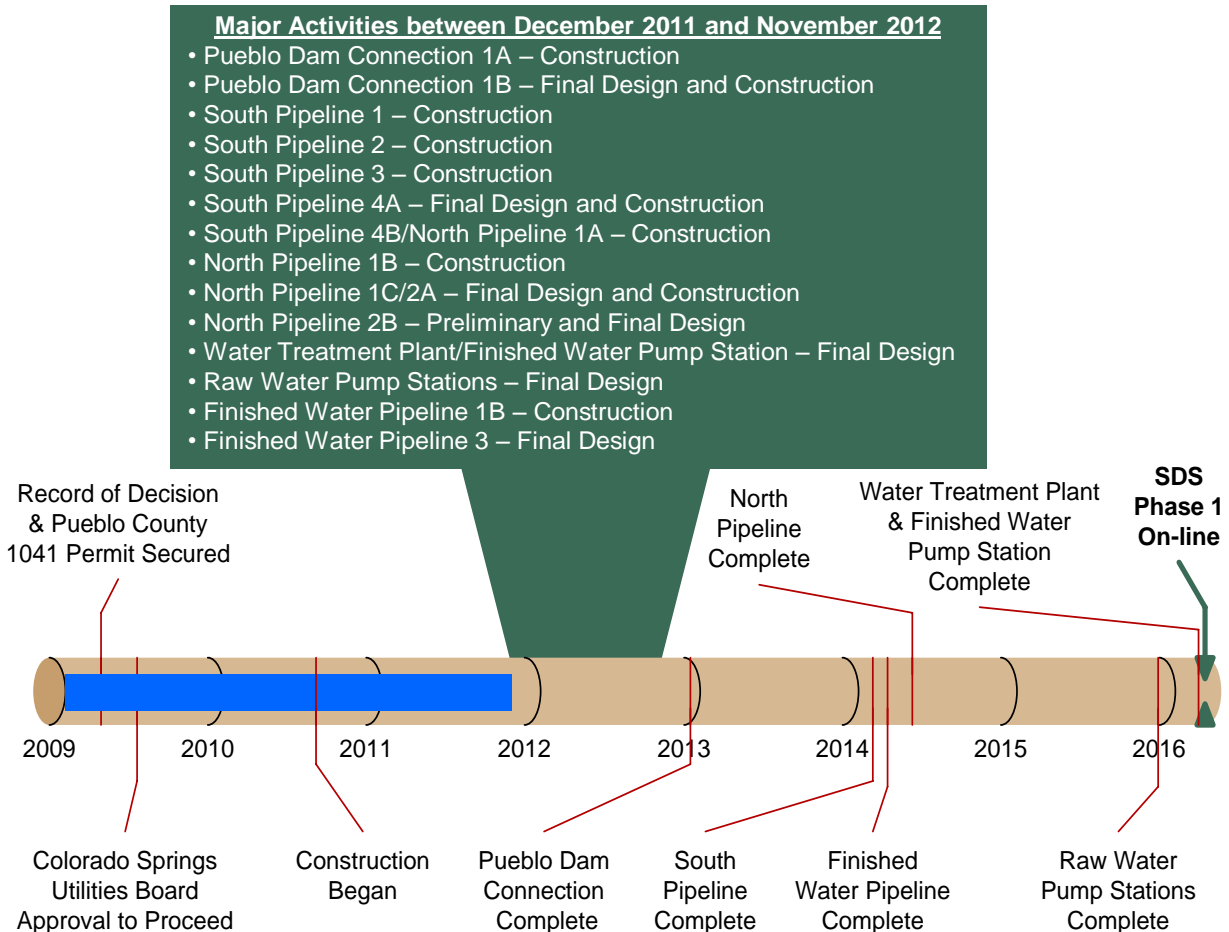 Major Activities between December 2011 and November 2012
• Pueblo Dam Connection 1A – Construction
• Pueblo Dam Connection 1B – Final Design and Construction
• South Pipeline 1 – Construction
• South Pipeline 2 – Construction
• South Pipeline 3 – Construction
• South Pipeline 4A – Final Design and Construction
• South Pipeline 4B/North Pipeline 1A – Construction
• North Pipeline 1B – Construction
• North Pipeline 1C/2A – Final Design and Construction
• North Pipeline 2B – Preliminary and Final Design
• Water Treatment Plant/Finished Water Pump Station – Final Design
• Raw Water Pump Stations – Final Design
• Finished Water Pipeline 1B – Construction
• Finished Water Pipeline 3 – Final Design
Record of Decision
& Pueblo County
1041 Permit Secured
North
Pipeline
Complete
Water Treatment Plant
& Finished Water
Pump Station
Complete
SDS
Phase 1
On-line
2009
2010
2011
2012
2013
2014
2015
2016
Colorado Springs
Utilities Board
Approval to Proceed
Construction
Began
Pueblo Dam
Connection
Complete
South
Pipeline
Complete
Finished
Water Pipeline
Complete
Raw Water
Pump Stations
Complete